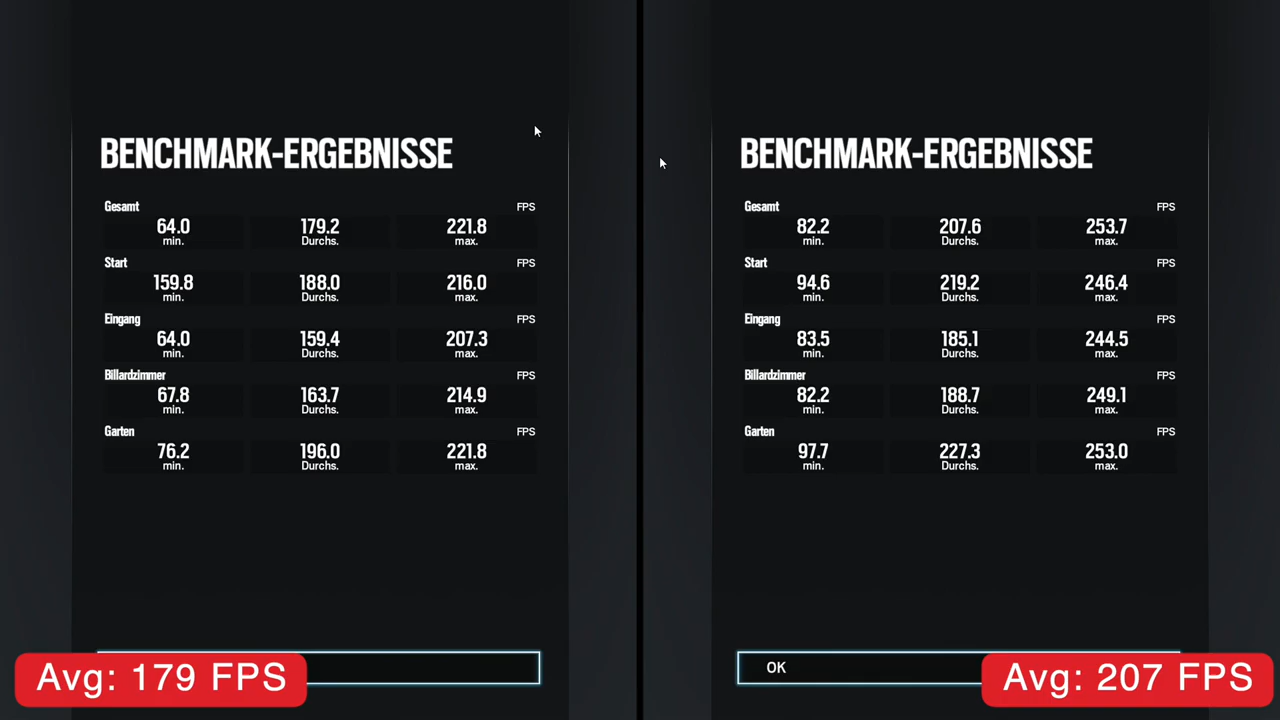 BENCHMARK-ERGEBNISSE
Gesamt FPS
64.0 179.2 221.8
min. Durchs. max.
Start FPS
159.8 188.0 216.0
min. Durchs. max.
Eingang FPS
64.0 159.4 207.3
min. Durchs. max.
Billardzimmer FPS
67.8 163.7 214.9
min. Durchs. max.
Garten FPS
76.2 196.0 221.8
min. Durchs. max.
Avg: 179 FPS
BENCHMARK-ERGEBNISSE
Gesamt FPS
82.2 207.6 253.7
min. Durchs. max.
Start FPS
94.6 219.2 246.4
min. Durchs. max.
Eingang FPS
83.5 185.1 244.5
min. Durchs. max.
Billardzimmer FPS
82.2 188.7 249.1
min. Durchs. max.
Garten FPS
97.7 227.3 253.0
min. Durchs. max.
OK
Avg: 207 FPS